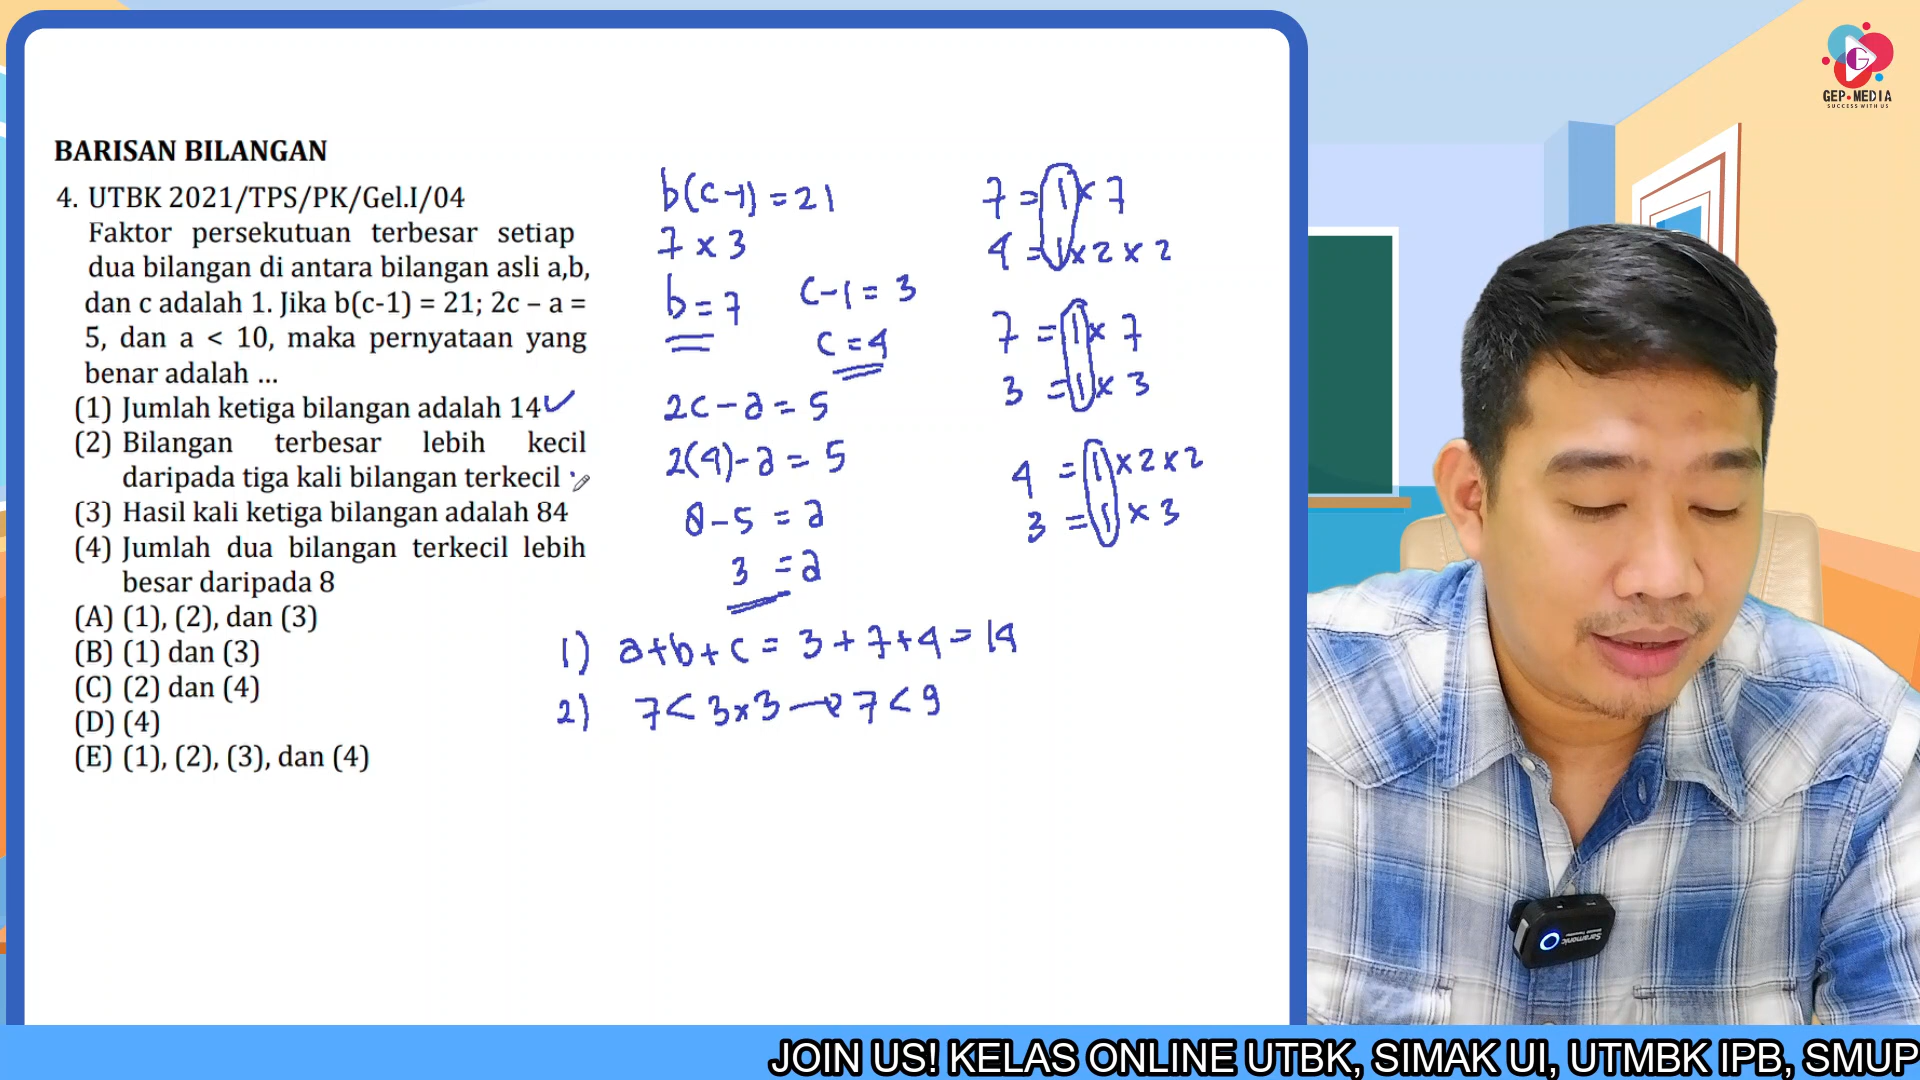 GEP•MEDIA
SUCCESS WITH US
BARISAN BILANGAN
4. UTBK 2021/TPS/PK/Gel.I/04
Faktor persekutuan terbesar setiap
dua bilangan di antara bilangan asli a,b,
dan c adalah 1. Jika b(c-1) = 21; 2c – a =
5, dan a < 10, maka pernyataan yang
benar adalah ...
(1) Jumlah ketiga bilangan adalah 14 ✓
(2) Bilangan terbesar lebih kecil
daripada tiga kali bilangan terkecil
(3) Hasil kali ketiga bilangan adalah 84
(4) Jumlah dua bilangan terkecil lebih
besar daripada 8
(A) (1), (2), dan (3)
(B) (1) dan (3)
(C) (2) dan (4)
(D) (4)
(E) (1), (2), (3), dan (4)
b(c-1) = 21
7 x 3
b = 7
c-1 = 3
c = 4
2c - a = 5
2(4) - a = 5
8 - 5 = a
3 = a
1) a+b+c = 3+7+4 = 14
2) 7 < 3x3 → 7 < 9
7 = 1 x 7
4 = 1 x 2 x 2
7 = 1 x 7
3 = 1 x 3
4 = 1 x 2 x 2
3 = 1 x 3
Saramonic
JOIN US! KELAS ONLINE UTBK, SIMAK UI, UTMBK IPB, SMUP